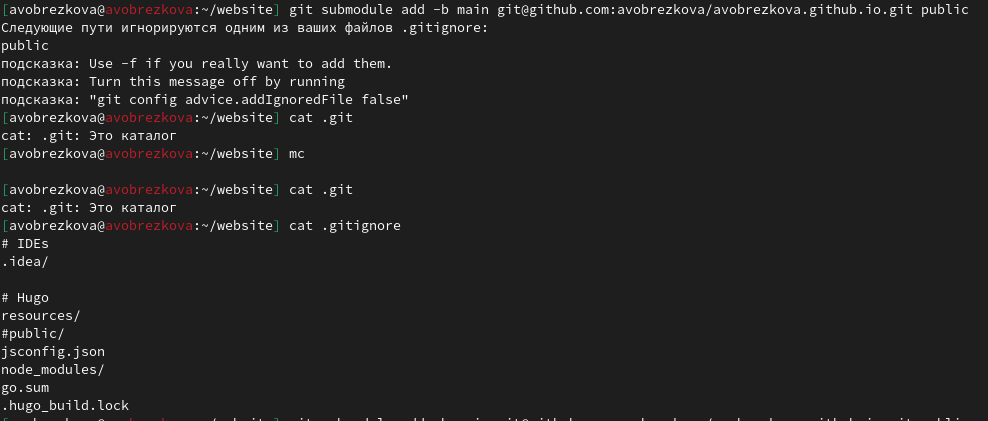 [avobrezkova@avobrezkova:~/website] git submodule add -b main git@github.com:avobrezkova/avobrezkova.github.io.git public
Следующие пути игнорируются одним из ваших файлов .gitignore:
public
подсказка: Use -f if you really want to add them.
подсказка: Turn this message off by running
подсказка: "git config advice.addIgnoredFile false"
[avobrezkova@avobrezkova:~/website] cat .git
cat: .git: Это каталог
[avobrezkova@avobrezkova:~/website] mc
[avobrezkova@avobrezkova:~/website] cat .git
cat: .git: Это каталог
[avobrezkova@avobrezkova:~/website] cat .gitignore
# IDEs
.idea/
# Hugo
resources/
#public/
jsconfig.json
node_modules/
go.sum
.hugo_build.lock